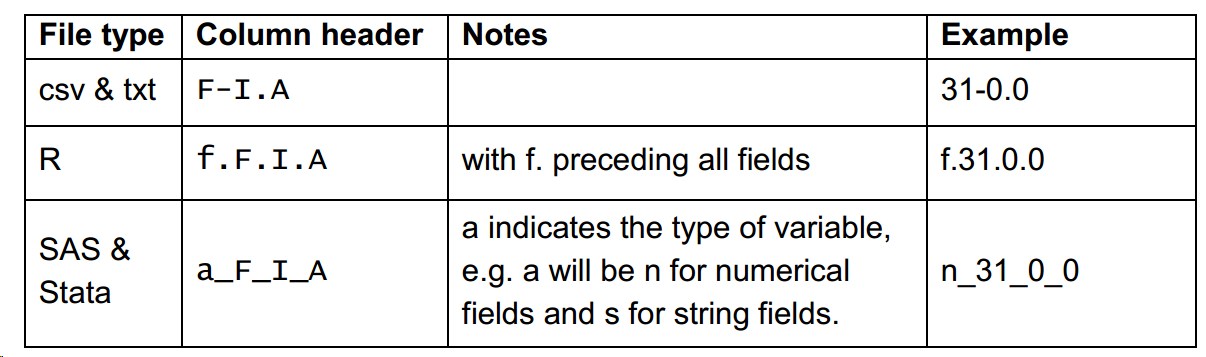 File type Column header Notes Example
csv & txt F-I.A 31-0.0
R f.F.I.A with f. preceding all fields f.31.0.0
SAS & Stata a_F_I_A a indicates the type of variable, e.g. a will be n for numerical fields and s for string fields. n_31_0_0